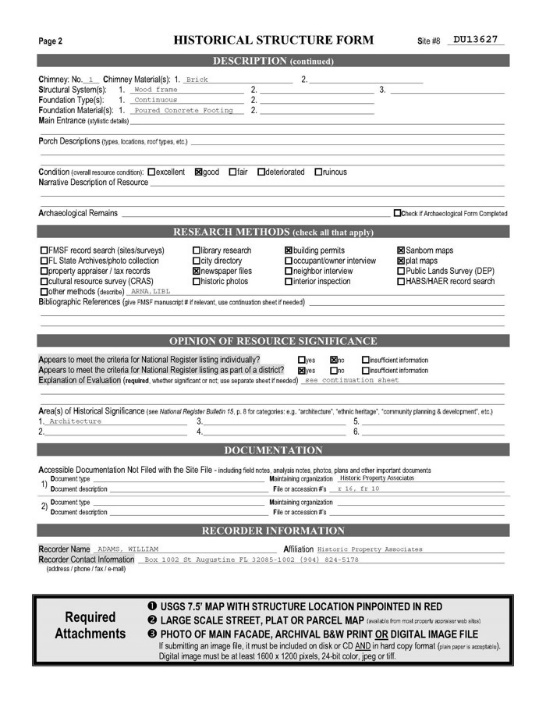 Page 2 HISTORICAL STRUCTURE FORM Site #8 DU13627
DESCRIPTION (continued)
Chimney: No. 1 Chimney Material(s): 1. Brick 2.
Structural System(s): 1. Wood frame 2. 3.
Foundation Type(s): 1. Continuous 2.
Foundation Material(s): 1. Poured Concrete Footing 2.
Main Entrance (stylistic details)
Porch Descriptions (types, locations, roof types, etc.)
Condition (overall resource condition): ☐excellent ☒good ☐fair ☐deteriorated ☐ruinous
Narrative Description of Resource
Archaeological Remains ☐Check if Archaeological Form Completed
RESEARCH METHODS (check all that apply)
☐FMSF record search (sites/surveys) ☐library research ☒building permits ☒Sanborn maps
☐FL State Archives/photo collection ☐city directory ☐occupant/owner interview ☒plat maps
☐property appraiser / tax records ☒newspaper files ☐neighbor interview ☐Public Lands Survey (DEP)
☐cultural resource survey (CRAS) ☐historic photos ☐interior inspection ☐HABS/HAER record search
☐other methods (describe) ARNA.LIBL
Bibliographic References (give FMSF manuscript # if relevant, use continuation sheet if needed)
OPINION OF RESOURCE SIGNIFICANCE
Appears to meet the criteria for National Register listing individually? ☐yes ☒no ☐insufficient information
Appears to meet the criteria for National Register listing as part of a district? ☒yes ☐no ☐insufficient information
Explanation of Evaluation (required, whether significant or not; use separate sheet if needed) see continuation sheet
Area(s) of Historical Significance (see National Register Bulletin 15, p. 8 for categories: e.g. "architecture", "ethnic heritage", "community planning & development", etc.)
1. Architecture 3. 5.
2. 4. 6.
DOCUMENTATION
Accessible Documentation Not Filed with the Site File - including field notes, analysis notes, photos, plans and other important documents
1) Document type Maintaining organization Historic Property Associates
Document description File or accession #'s r 16, fr 10
2) Document type Maintaining organization
Document description File or accession #'s
RECORDER INFORMATION
Recorder Name ADAMS, WILLIAM Affiliation Historic Property Associates
Recorder Contact Information Box 1002 St Augustine FL 32085-1002 (904) 824-5178
(address / phone / fax / e-mail)
Required Attachments
❶ USGS 7.5' MAP WITH STRUCTURE LOCATION PINPOINTED IN RED
❷ LARGE SCALE STREET, PLAT OR PARCEL MAP (available from most property appraiser web sites)
❸ PHOTO OF MAIN FACADE, ARCHIVAL B&W PRINT OR DIGITAL IMAGE FILE
If submitting an image file, it must be included on disk or CD AND in hard copy format (plain paper is acceptable).
Digital image must be at least 1600 x 1200 pixels, 24-bit color, jpeg or tiff.